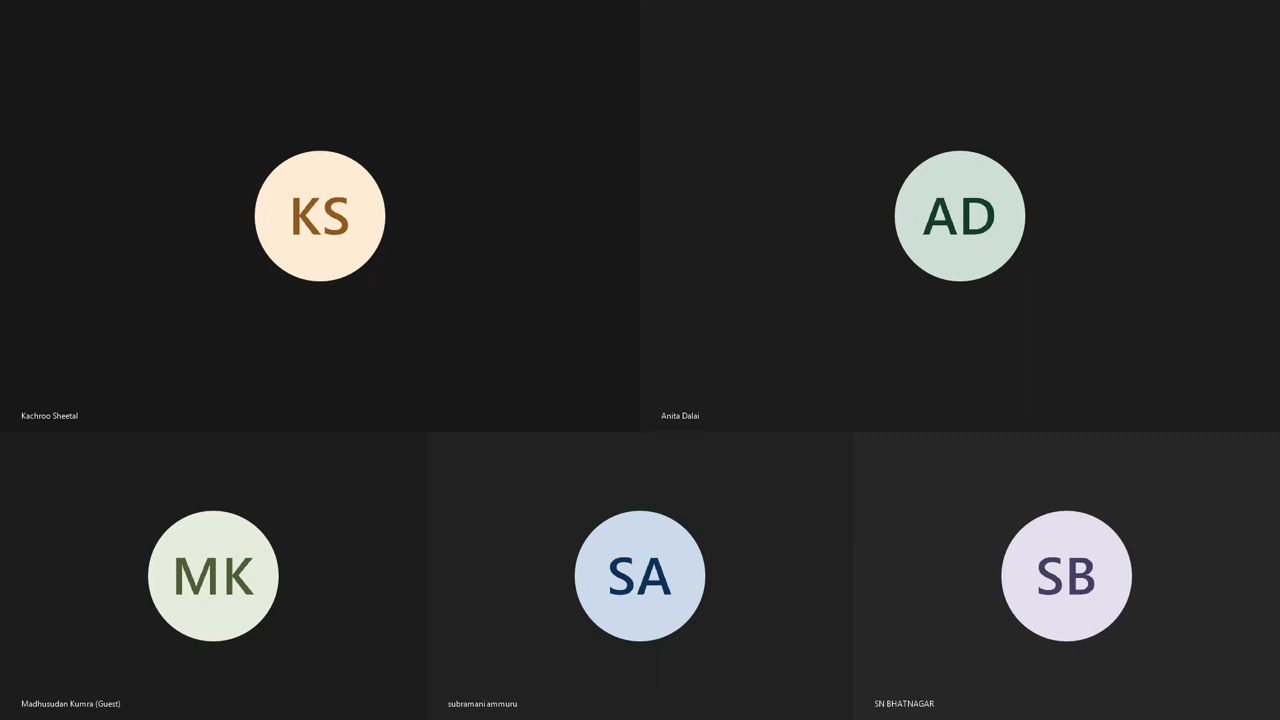 KS
AD
Kachroo Sheetal
Anita Dalai
MK
SA
SB
Madhusudan Kumra (Guest)
subramani ammuru
SN BHATNAGAR